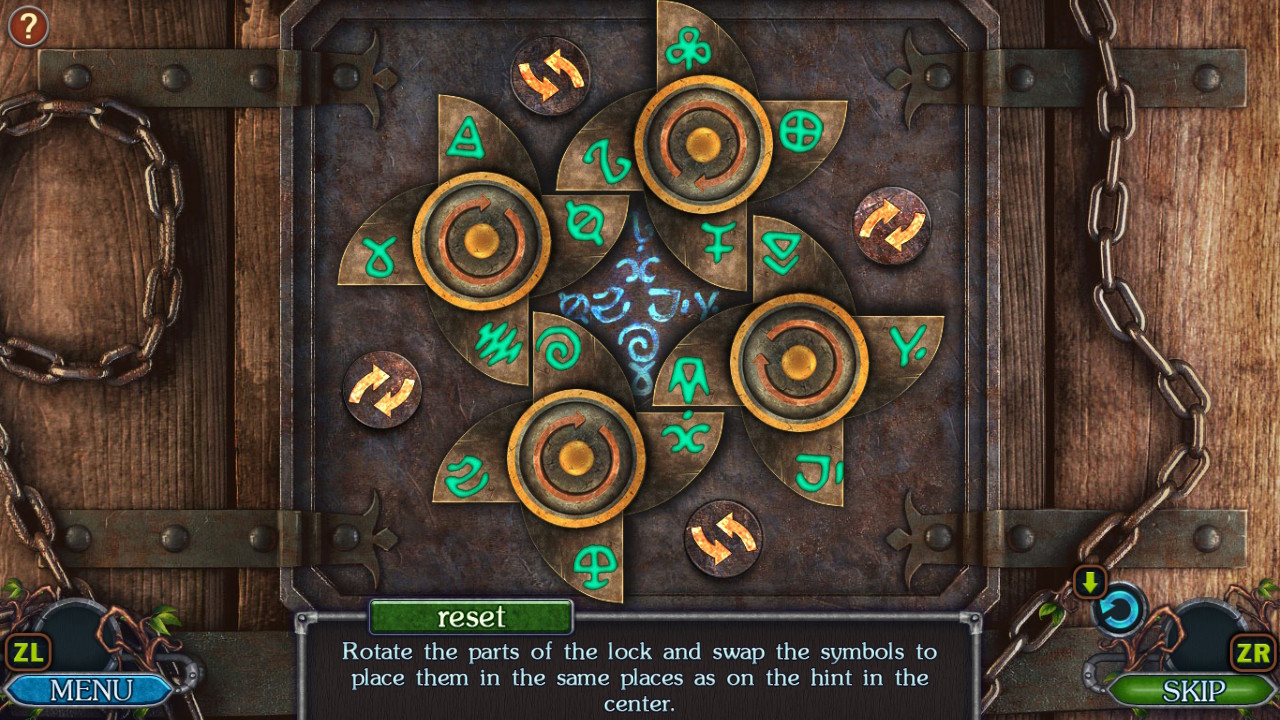 ?
reset
Rotate the parts of the lock and swap the symbols to
place them in the same places as on the hint in the
center.
ZL
MENU
ZR
SKIP